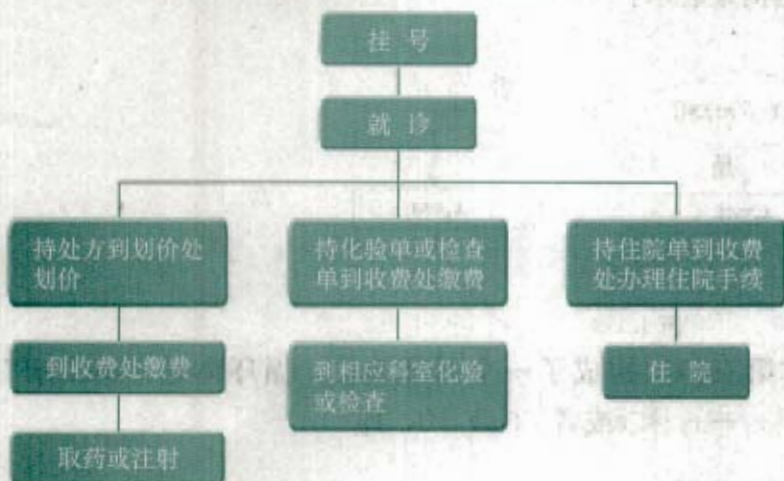 挂 号
就 诊
持处方到划价处
划价
持化验单或检查
单到收费处缴费
持住院单到收费
处办理住院手续
到收费处缴费
到相应科室化验
或检查
住 院
取药或注射